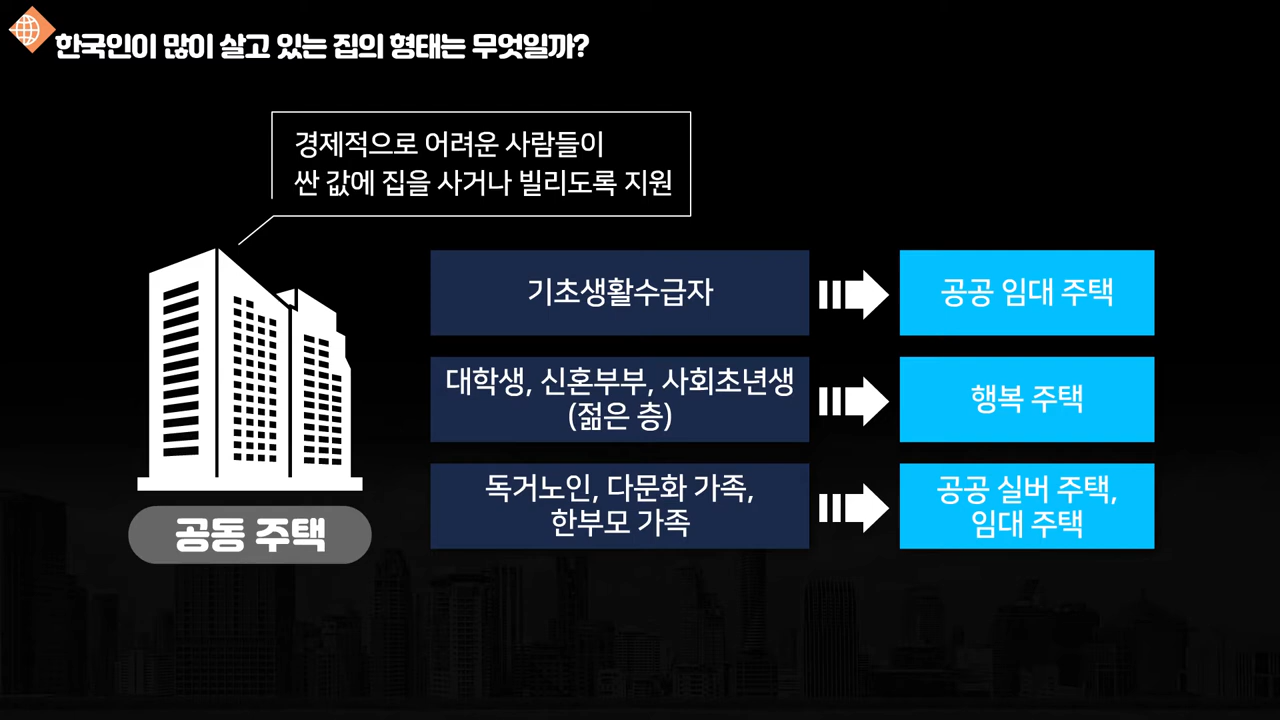 한국인이 많이 살고 있는 집의 형태는 무엇일까?
경제적으로 어려운 사람들이
싼 값에 집을 사거나 빌리도록 지원
공동 주택
기초생활수급자
공공 임대 주택
대학생, 신혼부부, 사회초년생
(젊은 층)
행복 주택
독거노인, 다문화 가족,
한부모 가족
공공 실버 주택,
임대 주택